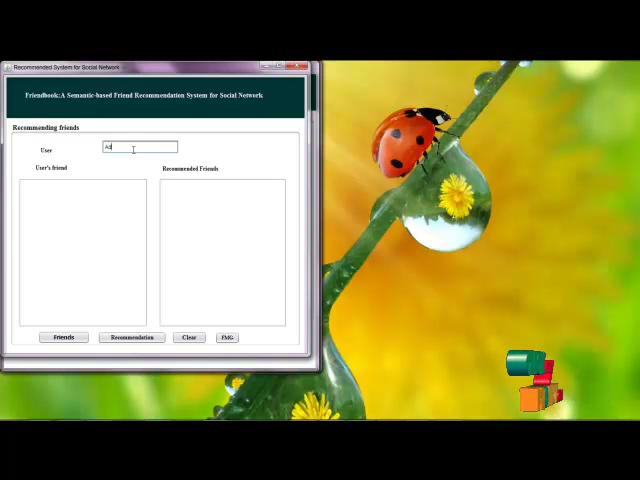 Recommended System for Social Network
Friendbook:A Semantic-based Friend Recommendation System for Social Network
Recommending friends
User
Ad
User's friend
Recommended Friends
Friends
Recommendation
Clear
FMG